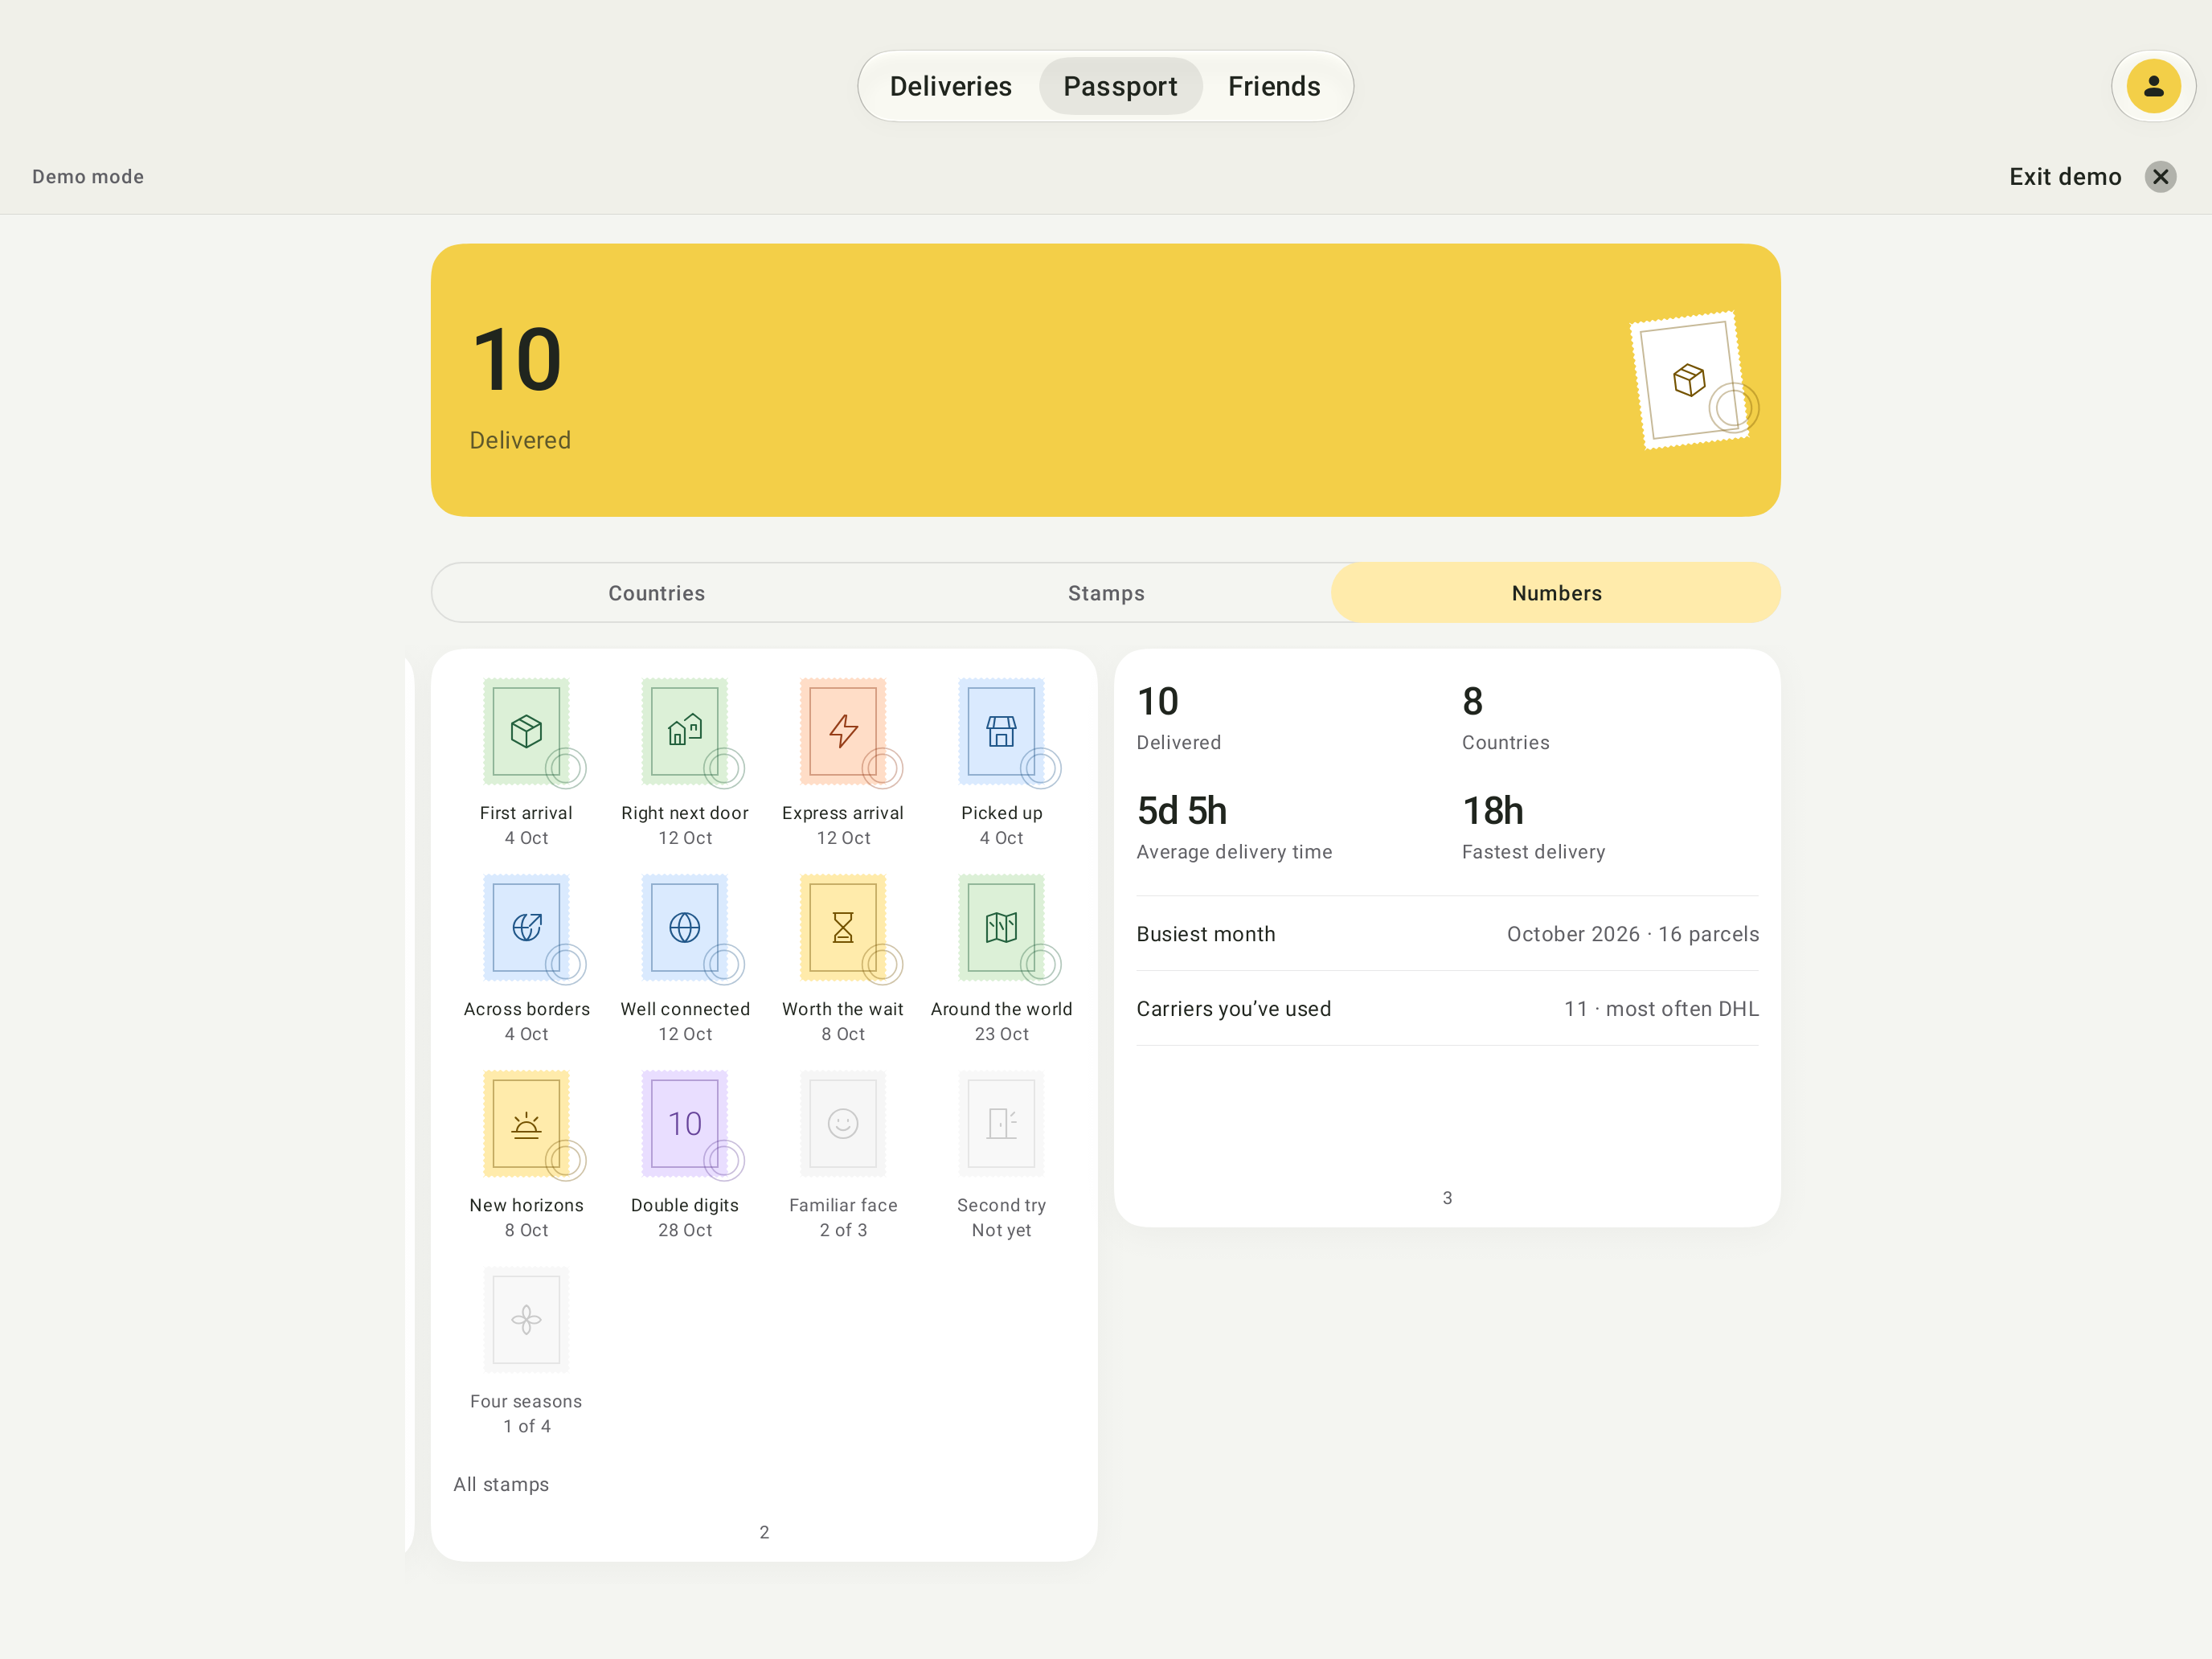 Deliveries
Passport
Friends
Demo mode
Exit demo
10
Delivered
Countries
Stamps
Numbers
First arrival
4 Oct
Right next door
12 Oct
Express arrival
12 Oct
Picked up
4 Oct
Across borders
4 Oct
Well connected
12 Oct
Worth the wait
8 Oct
Around the world
23 Oct
New horizons
8 Oct
10
Double digits
28 Oct
Familiar face
2 of 3
Second try
Not yet
Four seasons
1 of 4
All stamps
2
10
Delivered
8
Countries
5d 5h
Average delivery time
18h
Fastest delivery
Busiest month
October 2026 · 16 parcels
Carriers you’ve used
11 · most often DHL
3